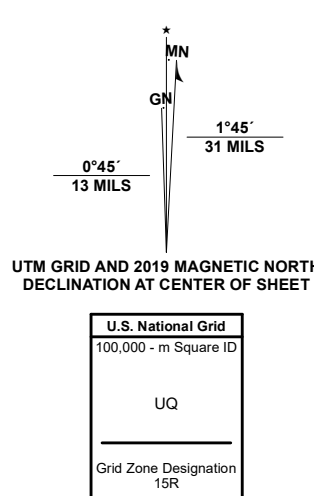 MN
GN
1°45´
31 MILS
0°45´
13 MILS
UTM GRID AND 2019 MAGNETIC NORTH
DECLINATION AT CENTER OF SHEET
U.S. National Grid
100,000 - m Square ID
UQ
Grid Zone Designation
15R